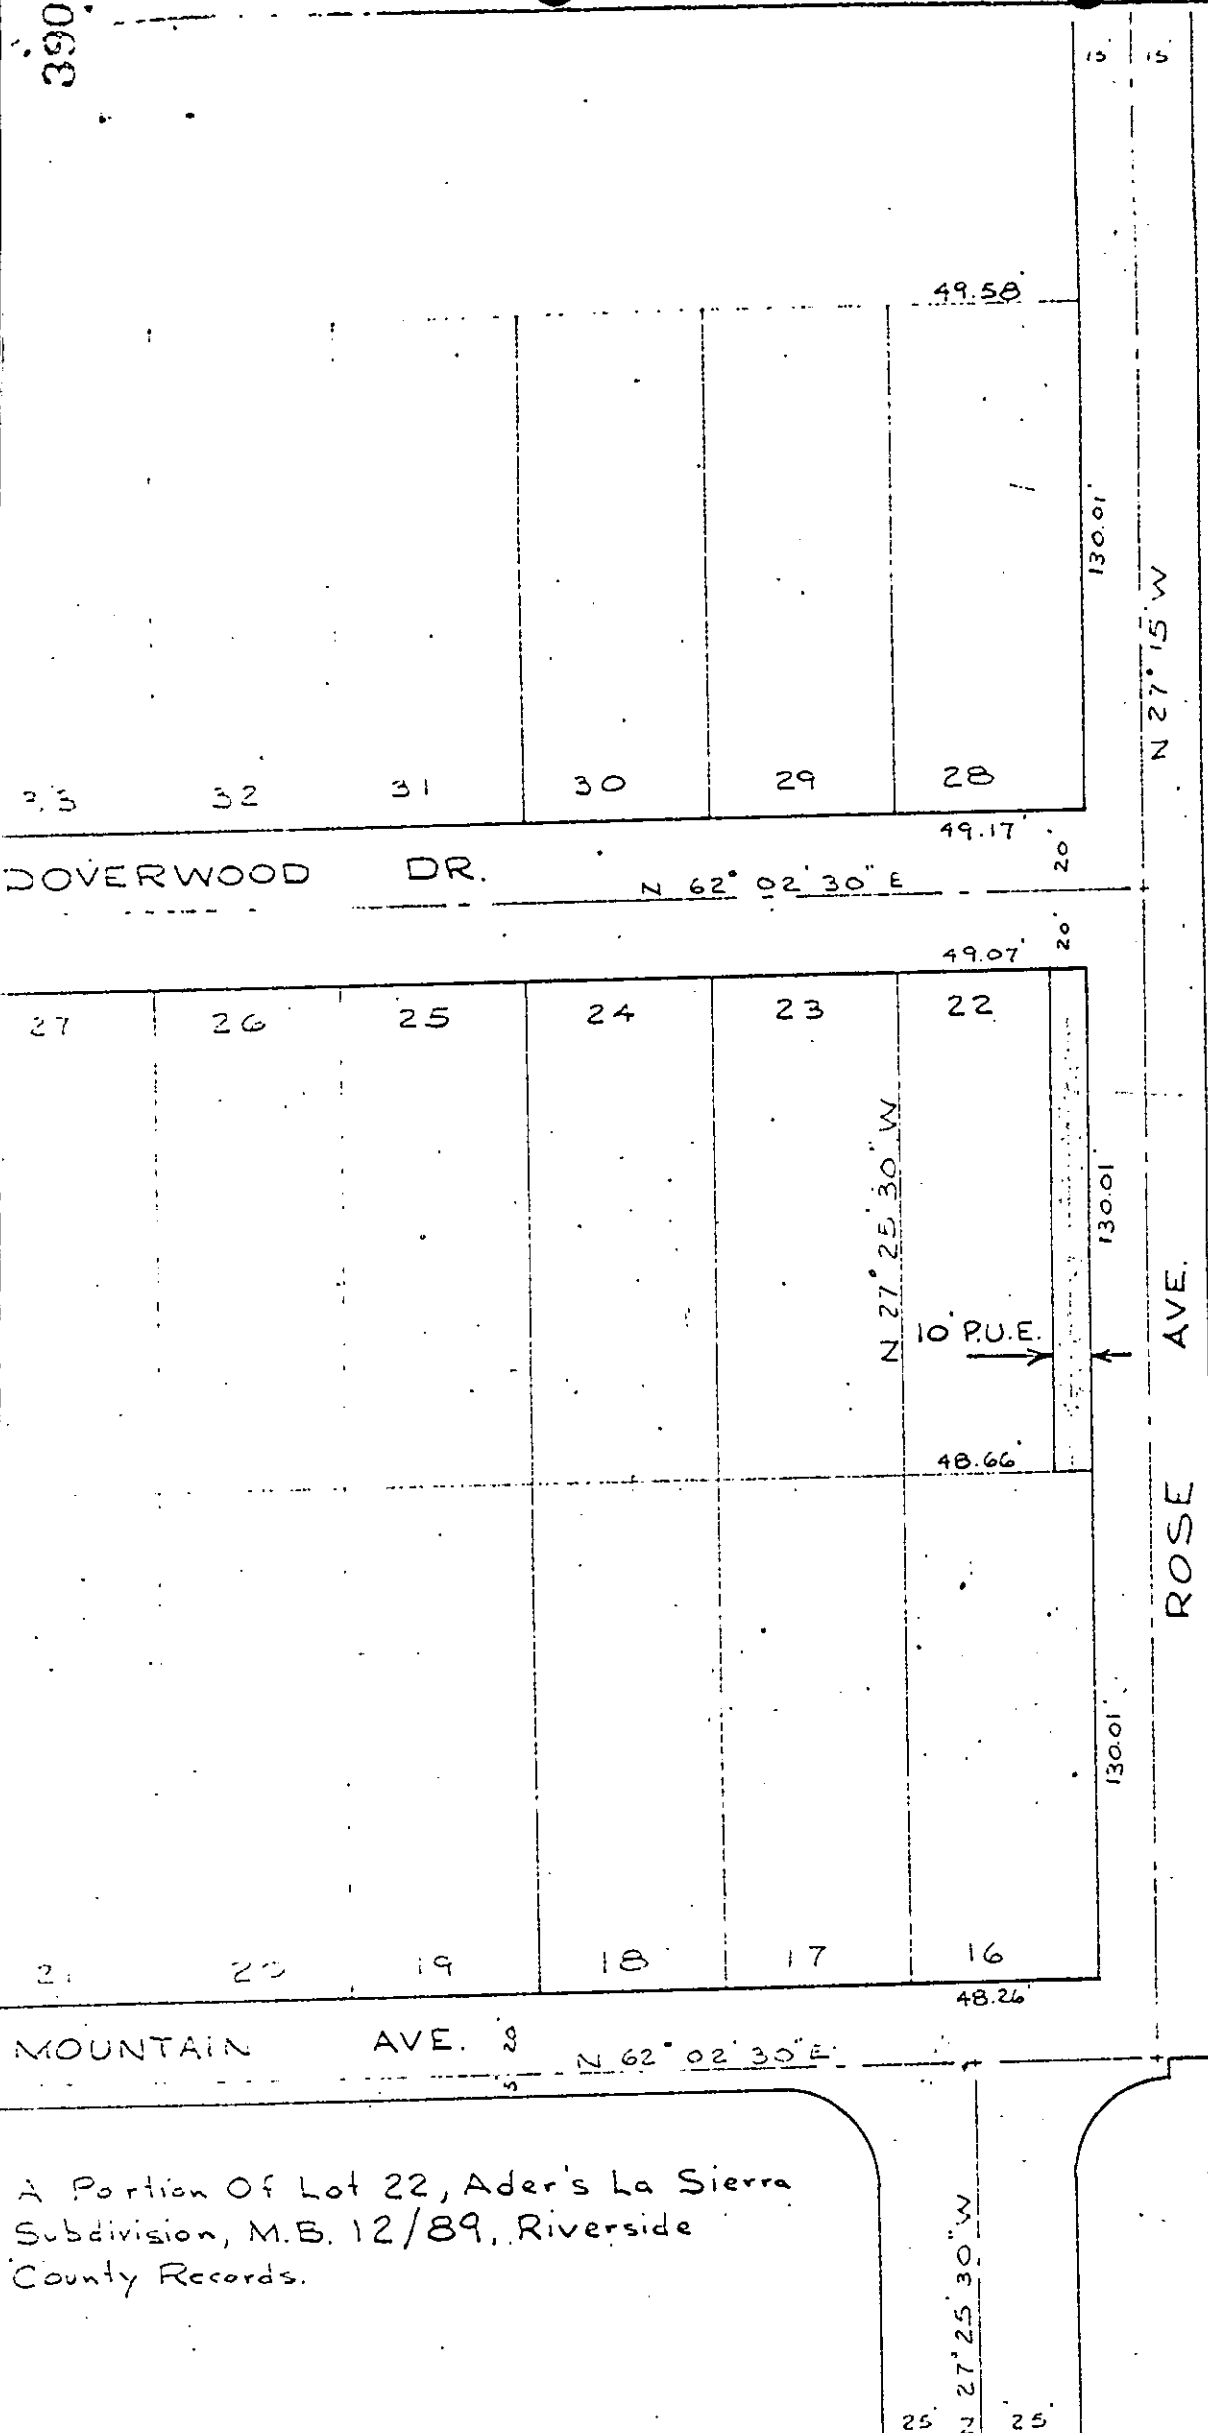 390
15' 15'
49.58'
130.01'
N 27° 15' W
32 31 30 29 28
49.17'
20'
DOVERWOOD DR.
N 62° 02' 30" E
20'
49.07'
27 26 25 24 23 22
N 27° 25' 30" W
130.01'
10' P.U.E.
ROSE AVE.
48.66'
130.01'
19 18 17 16
48.26'
MOUNTAIN AVE.
N 62° 02' 30" E
A Portion Of Lot 22, Ader's La Sierra
Subdivision, M.B. 12/89, Riverside
County Records.
N 27° 25' 30" W
25' 25'